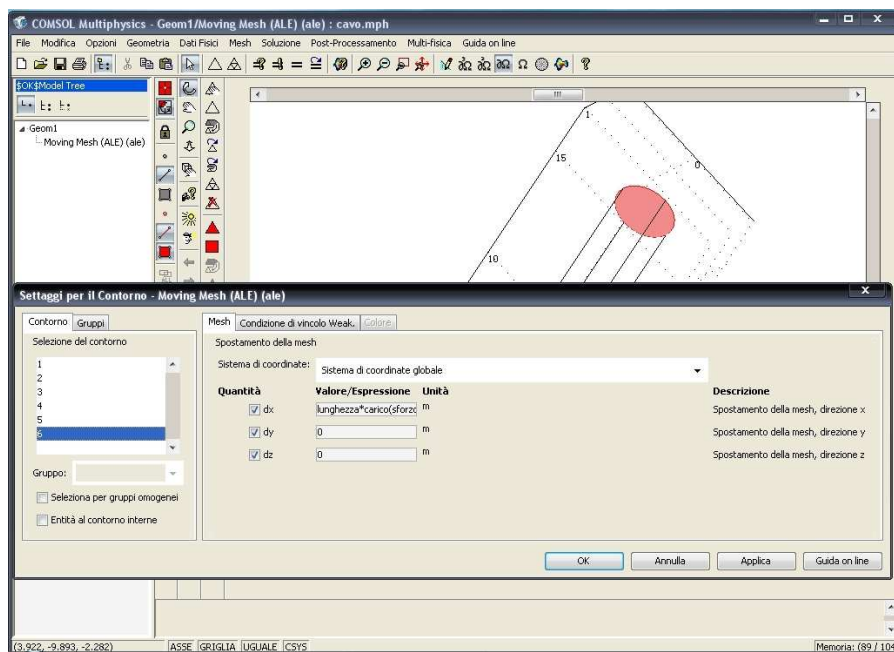 COMSOL Multiphysics - Geom1/Moving Mesh (ALE) (ale) : cavo.mph
File Modifica Opzioni Geometria Dati Fisici Mesh Soluzione Post-Processamento Multi-fisica Guida on line
$OK$Model Tree
Geom1
Moving Mesh (ALE) (ale)
1
15
0
10
Settaggi per il Contorno - Moving Mesh (ALE) (ale)
Contorno Gruppi
Mesh Condizione di vincolo Weak. Colore
Selezione del contorno
1
2
3
4
5
6
Gruppo:
Seleziona per gruppi omogenei
Entità al contorno interne
Spostamento della mesh
Sistema di coordinate: Sistema di coordinate globale
Quantità Valore/Espressione Unità Descrizione
dx lunghezza*carico(sforzo m Spostamento della mesh, direzione x
dy 0 m Spostamento della mesh, direzione y
dz 0 m Spostamento della mesh, direzione z
OK Annulla Applica Guida on line
(3.922, -9.893, -2.282) ASSE GRIGLIA UGUALE CSYS Memoria: (89 / 104